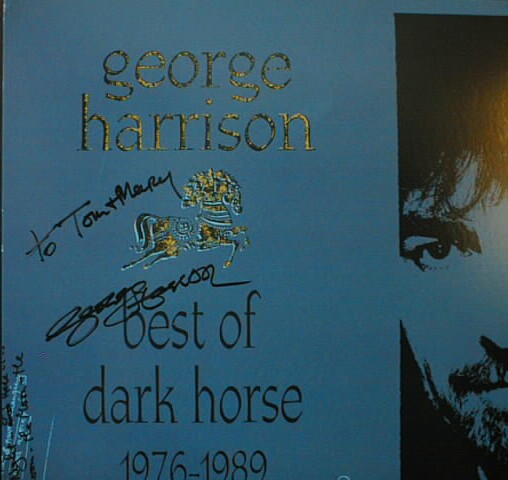 george
harrison
to Tom + Mary
George Harrison
best of
dark horse
1976-1989